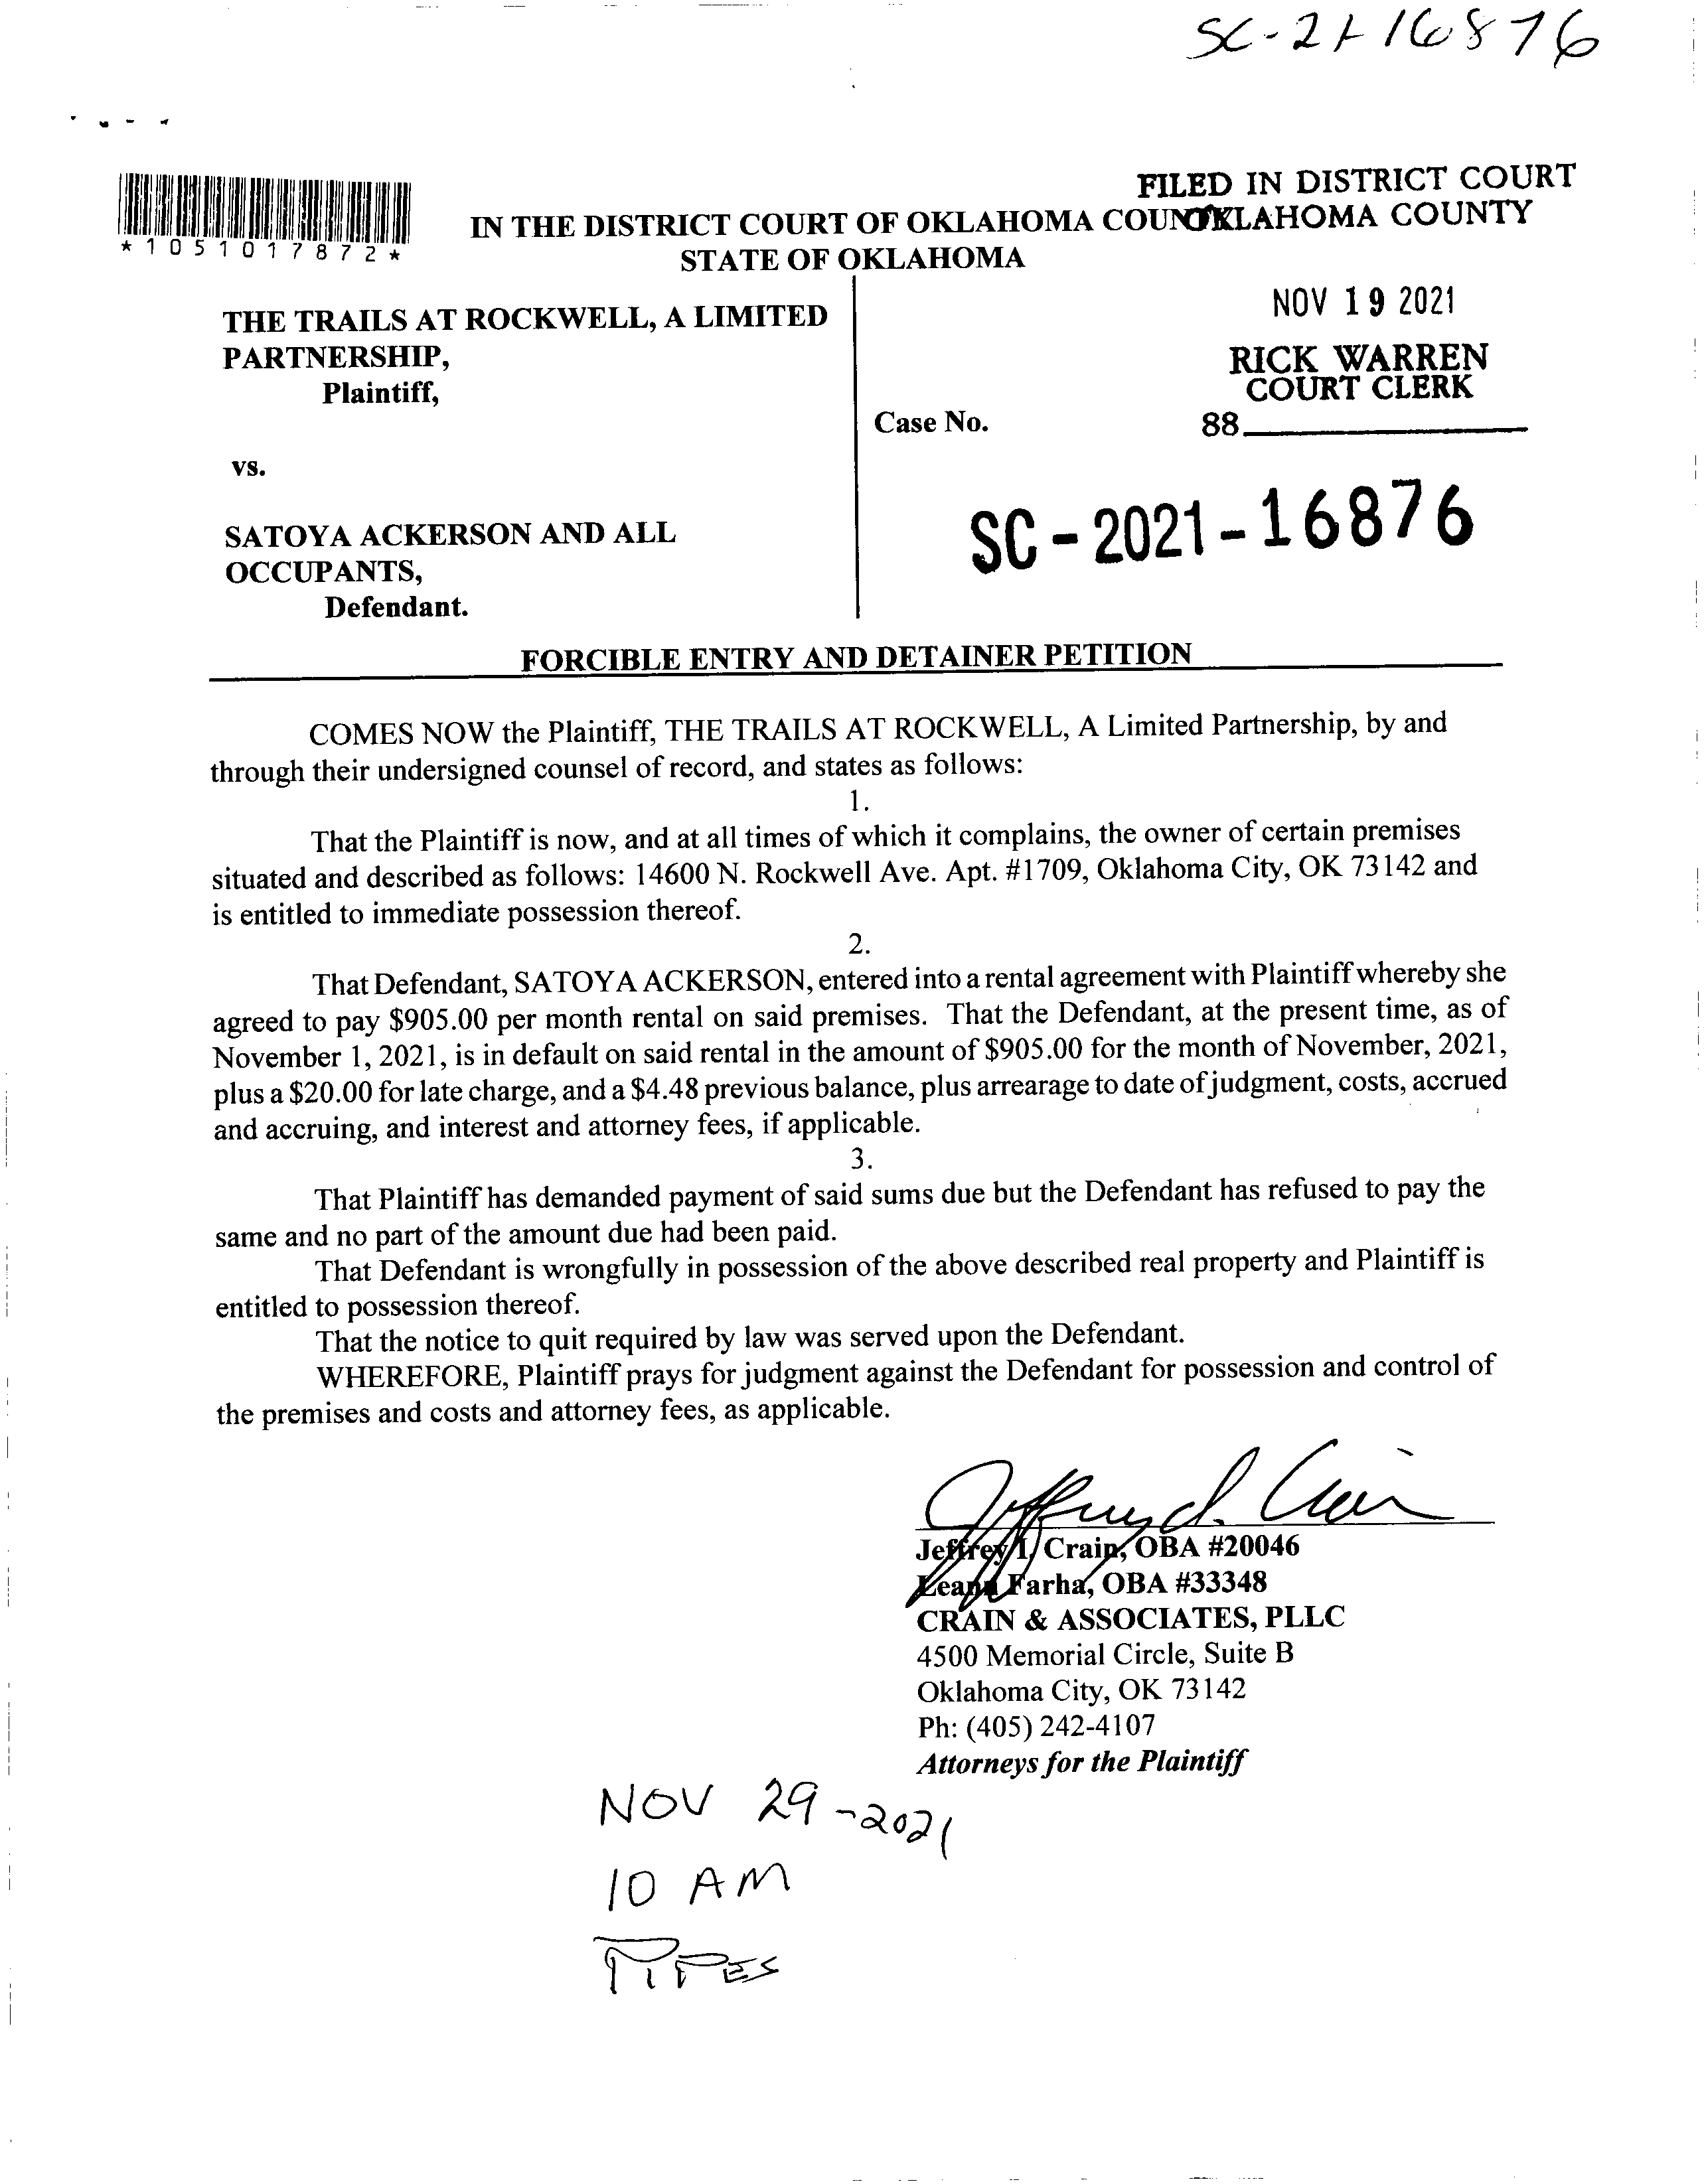 SC-21-16876
FILED IN DISTRICT COURT
OKLAHOMA COUNTY
*1051017872*
IN THE DISTRICT COURT OF OKLAHOMA COUNTY
STATE OF OKLAHOMA
THE TRAILS AT ROCKWELL, A LIMITED
PARTNERSHIP,
Plaintiff,
vs.
SATOYA ACKERSON AND ALL
OCCUPANTS,
Defendant.
NOV 19 2021
RICK WARREN
COURT CLERK
Case No.
88
SC-2021-16876
FORCIBLE ENTRY AND DETAINER PETITION
COMES NOW the Plaintiff, THE TRAILS AT ROCKWELL, A Limited Partnership, by and
through their undersigned counsel of record, and states as follows:
1.
That the Plaintiff is now, and at all times of which it complains, the owner of certain premises
situated and described as follows: 14600 N. Rockwell Ave. Apt. #1709, Oklahoma City, OK 73142 and
is entitled to immediate possession thereof.
2.
That Defendant, SATOYA ACKERSON, entered into a rental agreement with Plaintiff whereby she
agreed to pay $905.00 per month rental on said premises. That the Defendant, at the present time, as of
November 1, 2021, is in default on said rental in the amount of $905.00 for the month of November, 2021,
plus a $20.00 for late charge, and a $4.48 previous balance, plus arrearage to date of judgment, costs, accrued
and accruing, and interest and attorney fees, if applicable.
3.
That Plaintiff has demanded payment of said sums due but the Defendant has refused to pay the
same and no part of the amount due had been paid.
That Defendant is wrongfully in possession of the above described real property and Plaintiff is
entitled to possession thereof.
That the notice to quit required by law was served upon the Defendant.
WHEREFORE, Plaintiff prays for judgment against the Defendant for possession and control of
the premises and costs and attorney fees, as applicable.
Jeffrey I. Crain, OBA #20046
Leann Farha, OBA #33348
CRAIN & ASSOCIATES, PLLC
4500 Memorial Circle, Suite B
Oklahoma City, OK 73142
Ph: (405) 242-4107
Attorneys for the Plaintiff
NOV 29-2021
10 AM
PIPES